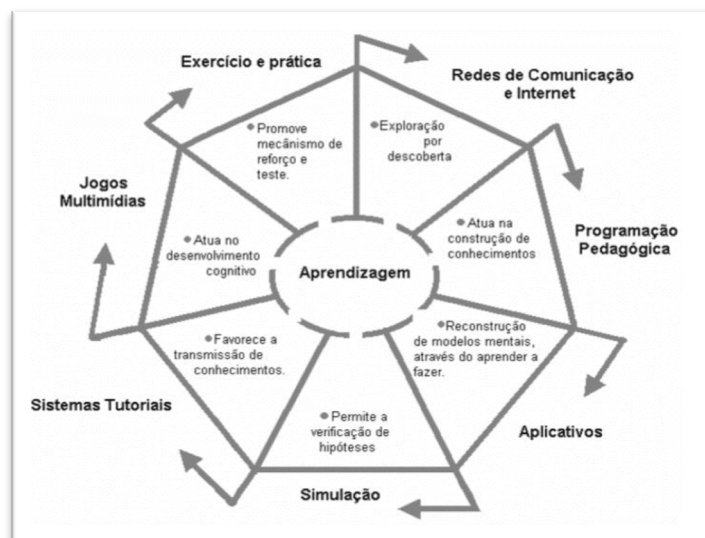 Exercício e prática
Redes de Comunicação
e Internet
● Promove
mecânismo de
reforço e
teste.
● Exploração
por
descoberta
Jogos
Multimídias
● Atua no
desenvolvimento
cognitivo
● Atua na
construção de
conhecimentos
Programação
Pedagógica
Aprendizagem
● Favorece a
transmissão de
conhecimentos.
● Reconstrução
de modelos mentais,
através do aprender a
fazer.
Sistemas Tutoriais
● Permite a
verificação de
hipóteses
Aplicativos
Simulação